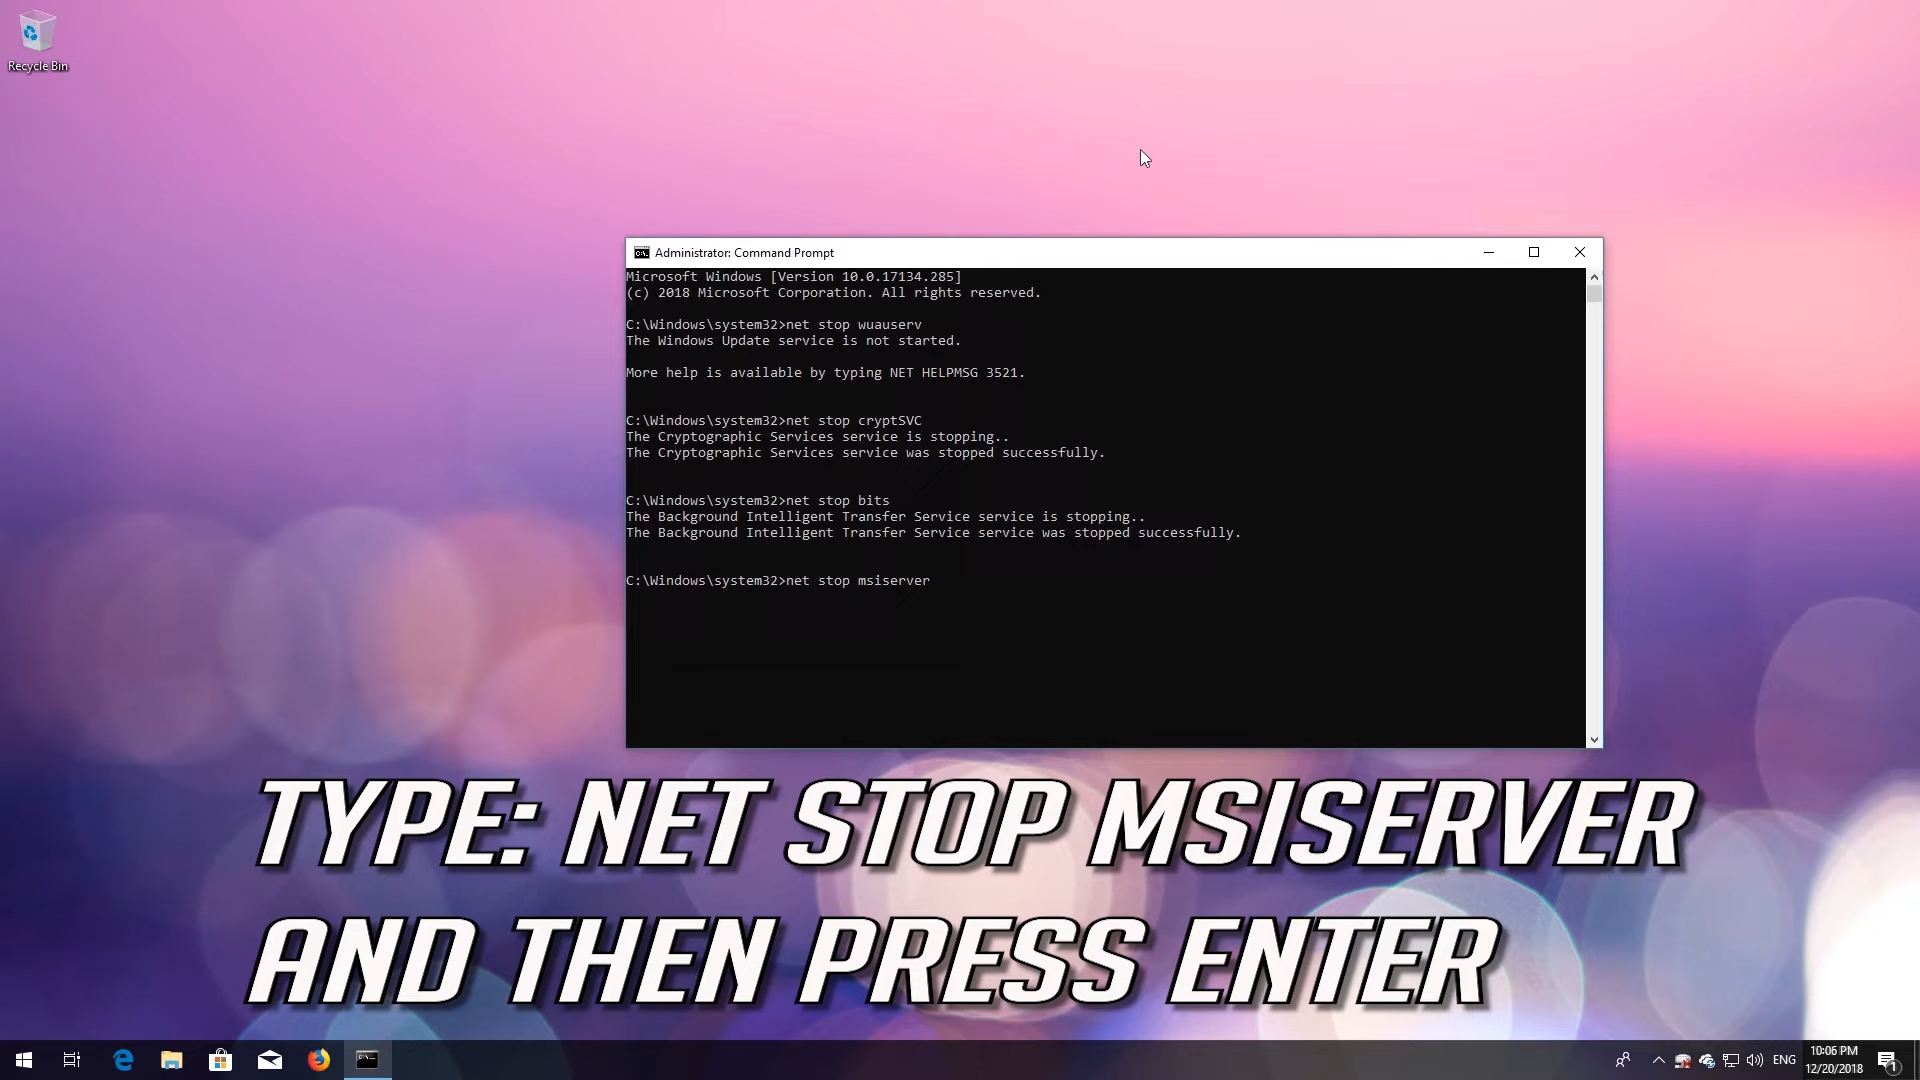 Recycle Bin
Administrator: Command Prompt
Microsoft Windows [Version 10.0.17134.285]
(c) 2018 Microsoft Corporation. All rights reserved.
C:\Windows\system32>net stop wuauserv
The Windows Update service is not started.
More help is available by typing NET HELPMSG 3521.
C:\Windows\system32>net stop cryptSVC
The Cryptographic Services service is stopping..
The Cryptographic Services service was stopped successfully.
C:\Windows\system32>net stop bits
The Background Intelligent Transfer Service service is stopping..
The Background Intelligent Transfer Service service was stopped successfully.
C:\Windows\system32>net stop msiserver
TYPE: NET STOP MSISERVER
AND THEN PRESS ENTER
ENG
10:06 PM
12/20/2018
1